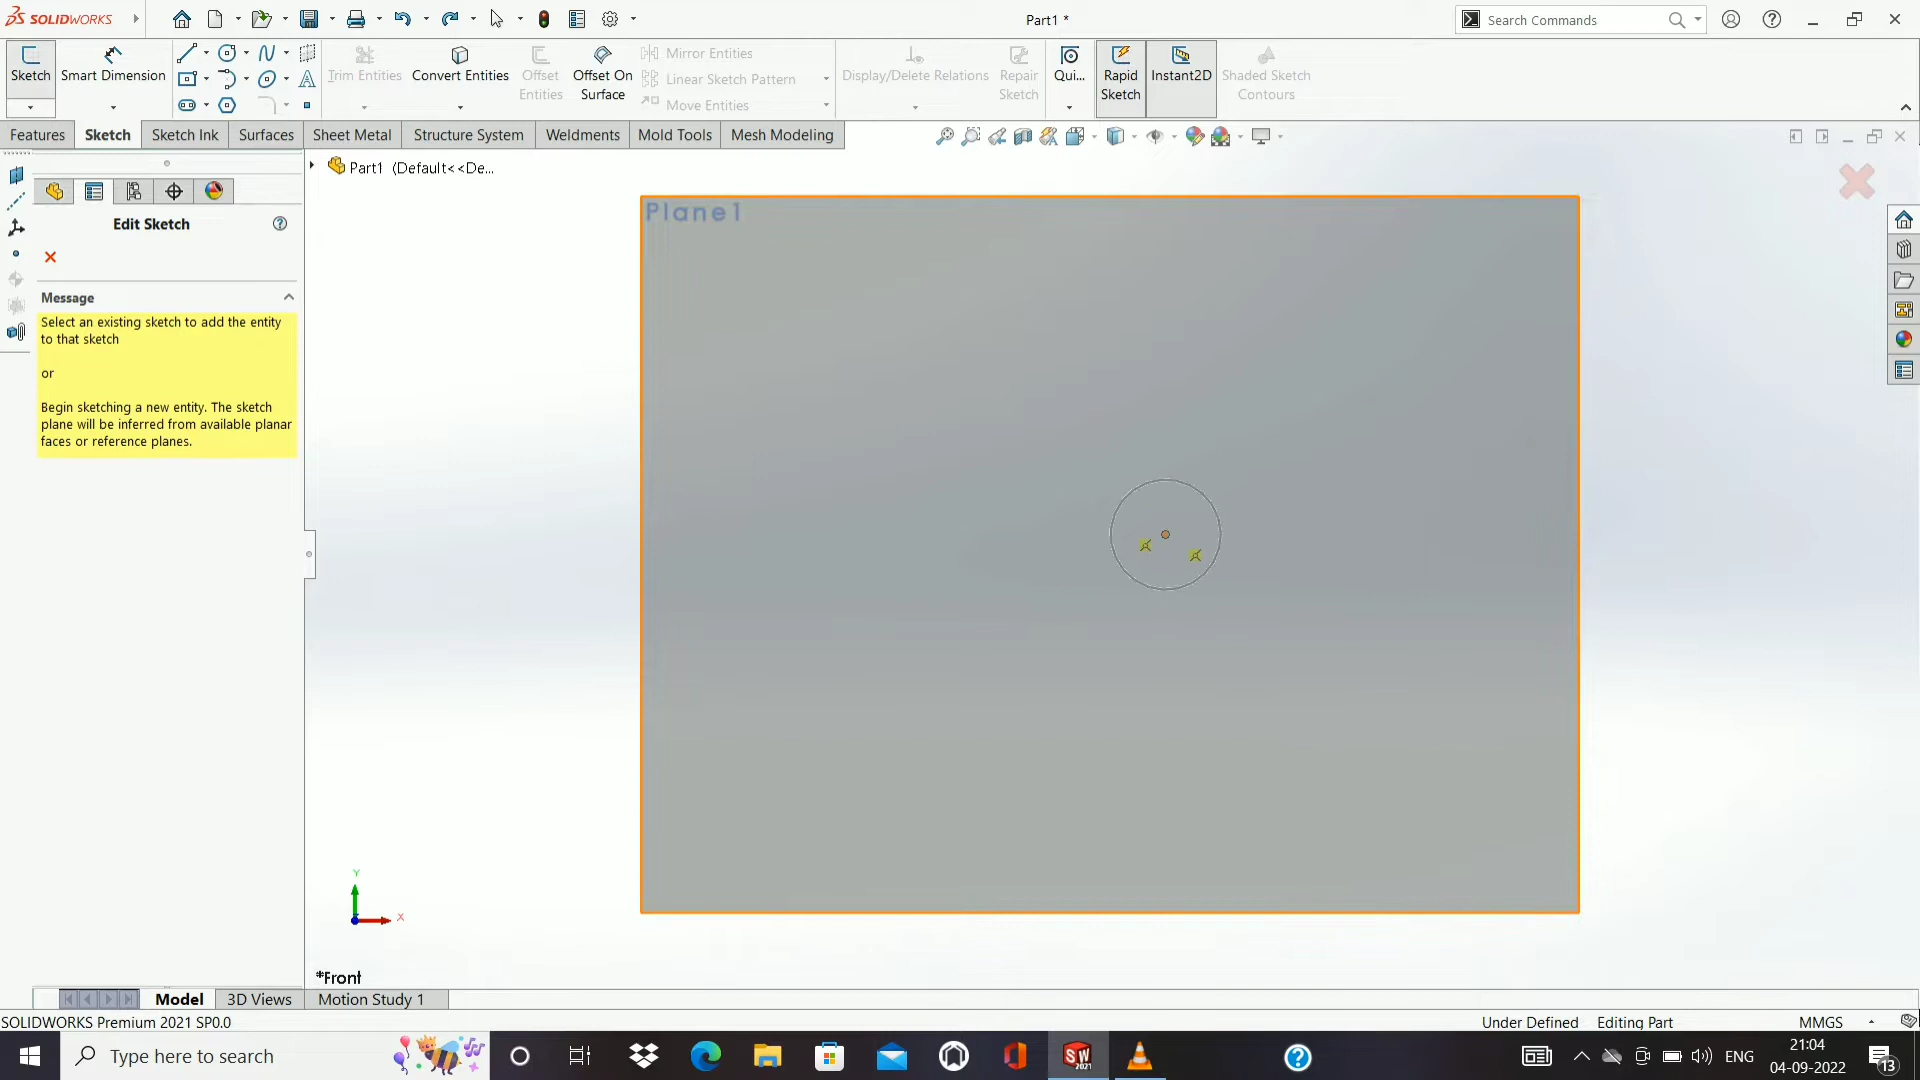 SOLIDWORKS
Part1 *
Search Commands
Sketch
Smart Dimension
Trim Entities
Convert Entities
Offset Entities
Offset On Surface
Mirror Entities
Linear Sketch Pattern
Move Entities
Display/Delete Relations
Repair Sketch
Qui...
Rapid Sketch
Instant2D
Shaded Sketch Contours
Features
Sketch
Sketch Ink
Surfaces
Sheet Metal
Structure System
Weldments
Mold Tools
Mesh Modeling
Part1 (Default<<De...
Edit Sketch
Message
Select an existing sketch to add the entity
to that sketch
or
Begin sketching a new entity. The sketch
plane will be inferred from available planar
faces or reference planes.
Plane1
Y
X
*Front
Model
3D Views
Motion Study 1
SOLIDWORKS Premium 2021 SP0.0
Under Defined
Editing Part
MMGS
Type here to search
SW
2021
ENG
21:04
04-09-2022
13